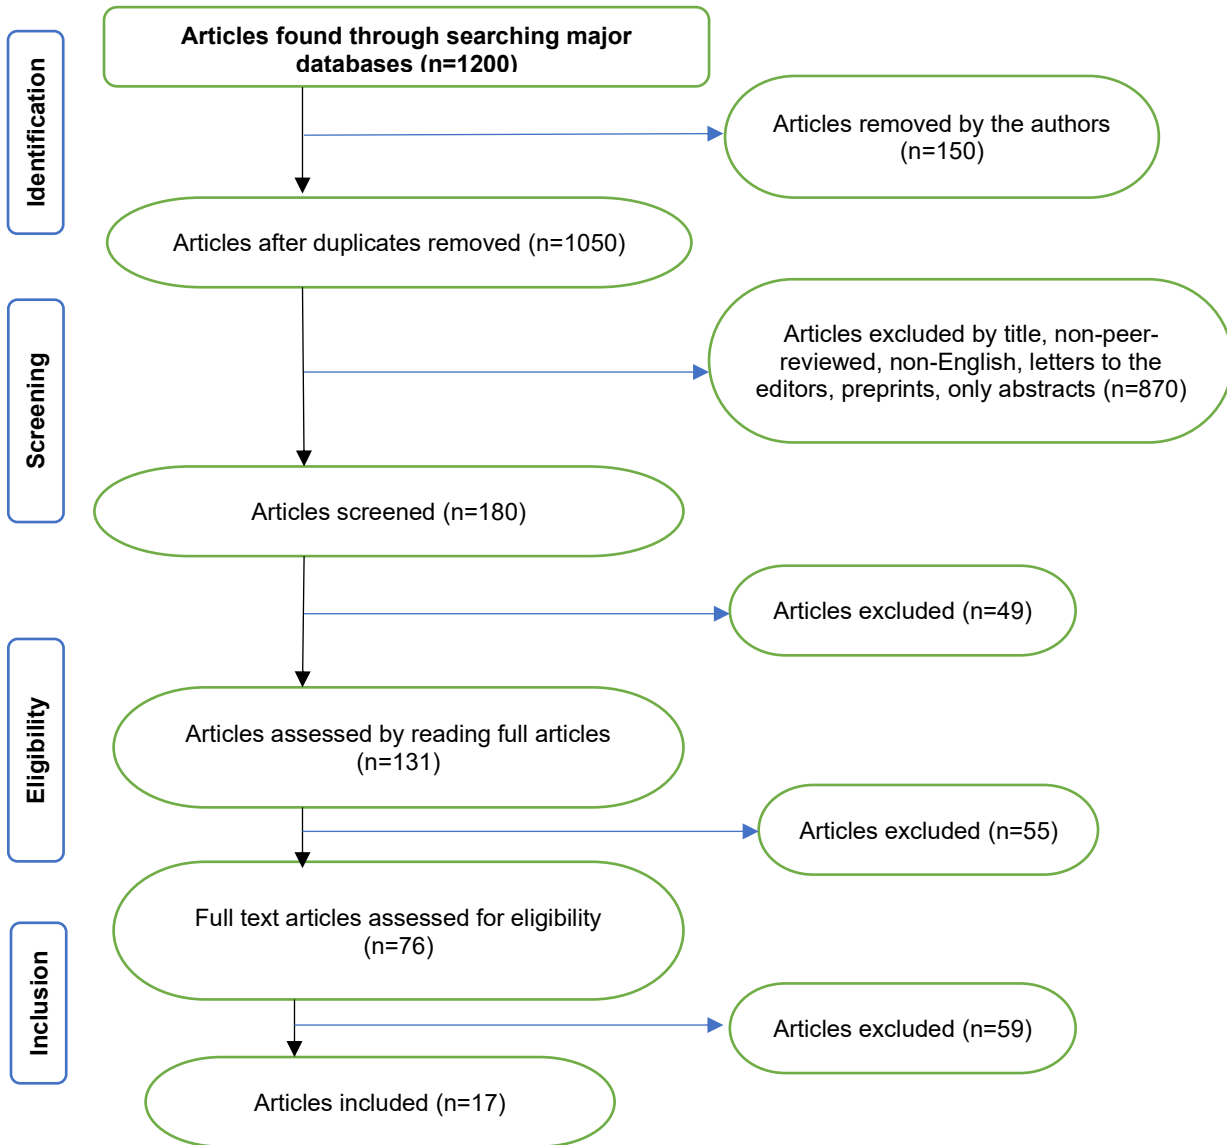 Identification
Articles found through searching major
databases (n=1200)
Articles removed by the authors
(n=150)
Articles after duplicates removed (n=1050)
Screening
Articles excluded by title, non-peer-
reviewed, non-English, letters to the
editors, preprints, only abstracts (n=870)
Articles screened (n=180)
Articles excluded (n=49)
Eligibility
Articles assessed by reading full articles
(n=131)
Articles excluded (n=55)
Full text articles assessed for eligibility
(n=76)
Inclusion
Articles excluded (n=59)
Articles included (n=17)